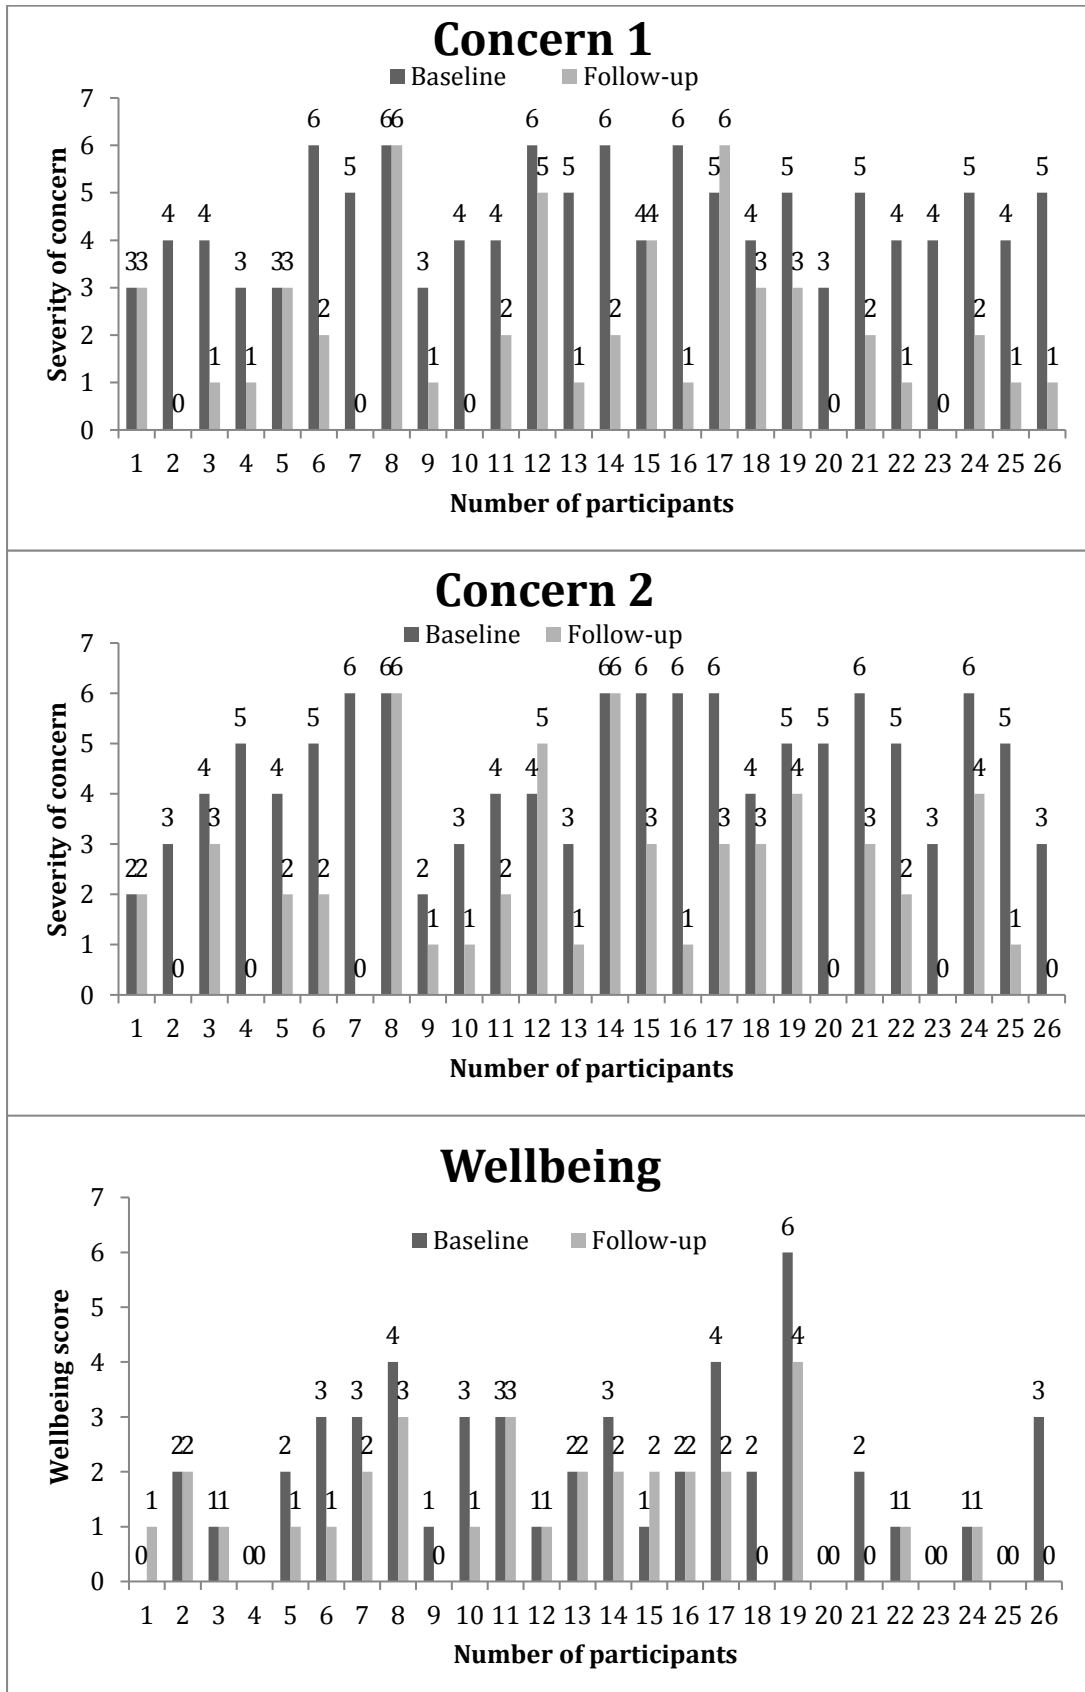 Concern 1
Baseline Follow-up
7
6 6 6 6 6 6 6 6
5 5 5 5 5 5 5 5 5
4 4 4 4 4 4 4 4 4 4 4
3 3 3 3 3 3 3 3 3 3
2 2 2 2 2 2
1 1 1 1 1 1 1 1 1
0 0 0 0 0 0
Severity of concern
1 2 3 4 5 6 7 8 9 10 11 12 13 14 15 16 17 18 19 20 21 22 23 24 25 26
Number of participants
Concern 2
Baseline Follow-up
7
6 6 6 6 6 6 6 6 6 6
5 5 5 5 5 5 5 5
4 4 4 4 4 4 4 4
3 3 3 3 3 3 3 3 3 3 3
2 2 2 2 2 2 2 2
1 1 1 1 1 1
0 0 0 0 0 0 0
Severity of concern
1 2 3 4 5 6 7 8 9 10 11 12 13 14 15 16 17 18 19 20 21 22 23 24 25 26
Number of participants
Wellbeing
Baseline Follow-up
7
6 6
5
4 4 4 4
3 3 3 3 3 3 3 3
2 2 2 2 2 2 2 2 2 2 2 2 2 2
1 1 1 1 1 1 1 1 1 1 1 1 1 1 1
0 0 0 0 0 0 0 0 0 0 0 0 0 0
Wellbeing score
1 2 3 4 5 6 7 8 9 10 11 12 13 14 15 16 17 18 19 20 21 22 23 24 25 26
Number of participants